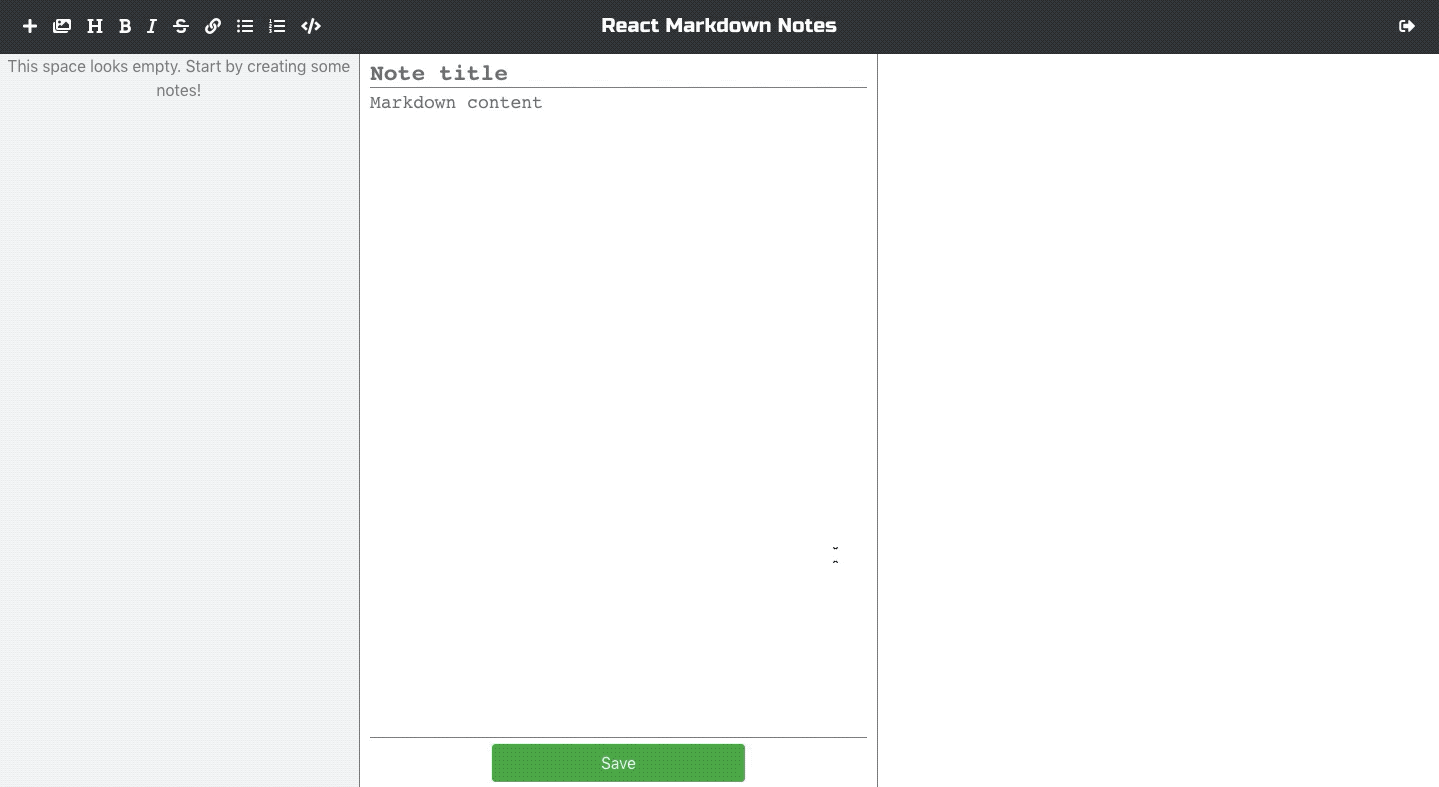 React Markdown Notes
This space looks empty. Start by creating some
notes!
Note title
Markdown content
Save